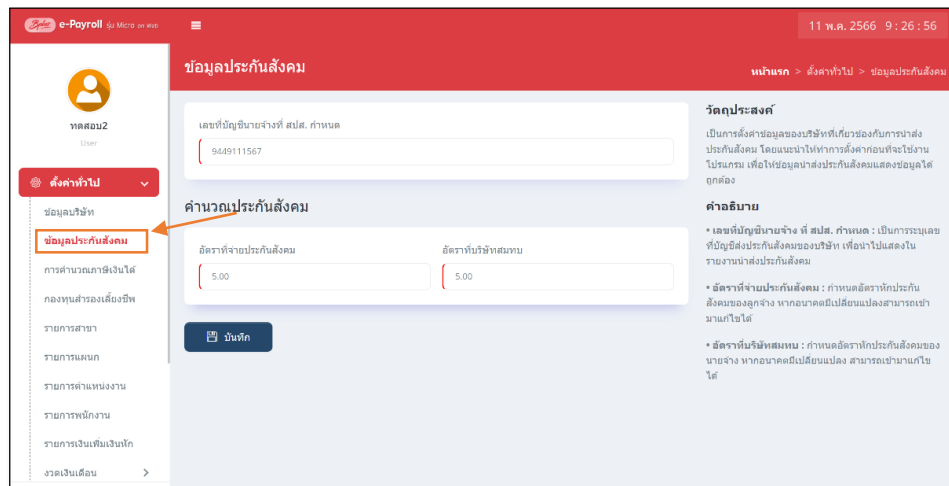 e-Payroll รุ่น Micro on Web
11 พ.ค. 2566 9 : 26 : 56
ข้อมูลประกันสังคม
หน้าแรก > ตั้งค่าทั่วไป > ข้อมูลประกันสังคม
ทดสอบ2
User
ตั้งค่าทั่วไป
ข้อมูลบริษัท
ข้อมูลประกันสังคม
การคำนวณภาษีเงินได้
กองทุนสำรองเลี้ยงชีพ
รายการสาขา
รายการแผนก
รายการตำแหน่งงาน
รายการพนักงาน
รายการเงินเพิ่มเงินหัก
งวดเงินเดือน
เลขที่บัญชีนายจ้างที่ สปส. กำหนด
9449111567
คำนวณประกันสังคม
อัตราที่จ่ายประกันสังคม
อัตราที่บริษัทสมทบ
5.00
5.00
บันทึก
วัตถุประสงค์
เป็นการตั้งค่าข้อมูลของบริษัทที่เกี่ยวข้องกับการนำส่ง
ประกันสังคม โดยแนะนำให้ทำการตั้งค่าก่อนที่จะใช้งาน
โปรแกรม เพื่อให้ข้อมูลนำส่งประกันสังคมแสดงข้อมูลได้
ถูกต้อง
คำอธิบาย
• เลขที่บัญชีนายจ้าง ที่ สปส. กำหนด : เป็นการระบุเลข
ที่บัญชีส่งประกันสังคมของบริษัท เพื่อนำไปแสดงใน
รายงานนำส่งประกันสังคม
• อัตราที่จ่ายประกันสังคม : กำหนดอัตราหักประกัน
สังคมของลูกจ้าง หากอนาคตมีเปลี่ยนแปลงสามารถเข้า
มาแก้ไขได้
• อัตราที่บริษัทสมทบ : กำหนดอัตราหักประกันสังคมของ
นายจ้าง หากอนาคตมีเปลี่ยนแปลง สามารถเข้ามาแก้ไข
ได้